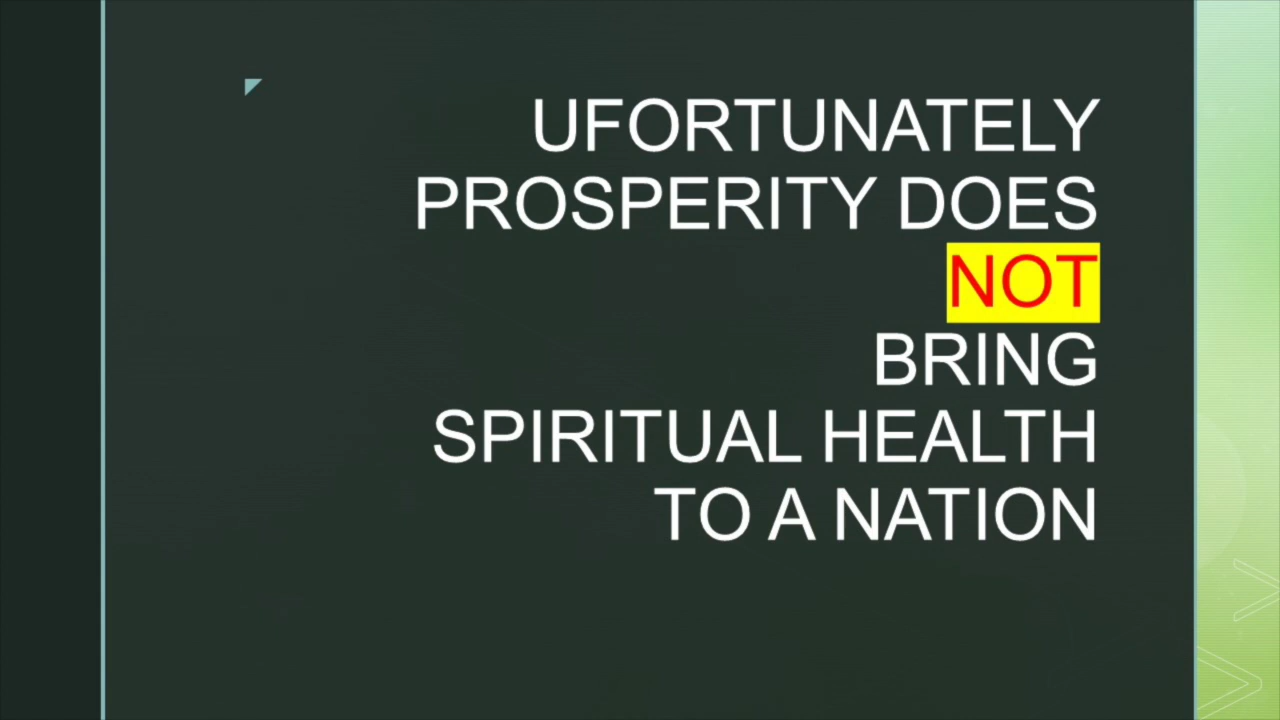 UFORTUNATELY
PROSPERITY DOES
NOT
BRING
SPIRITUAL HEALTH
TO A NATION